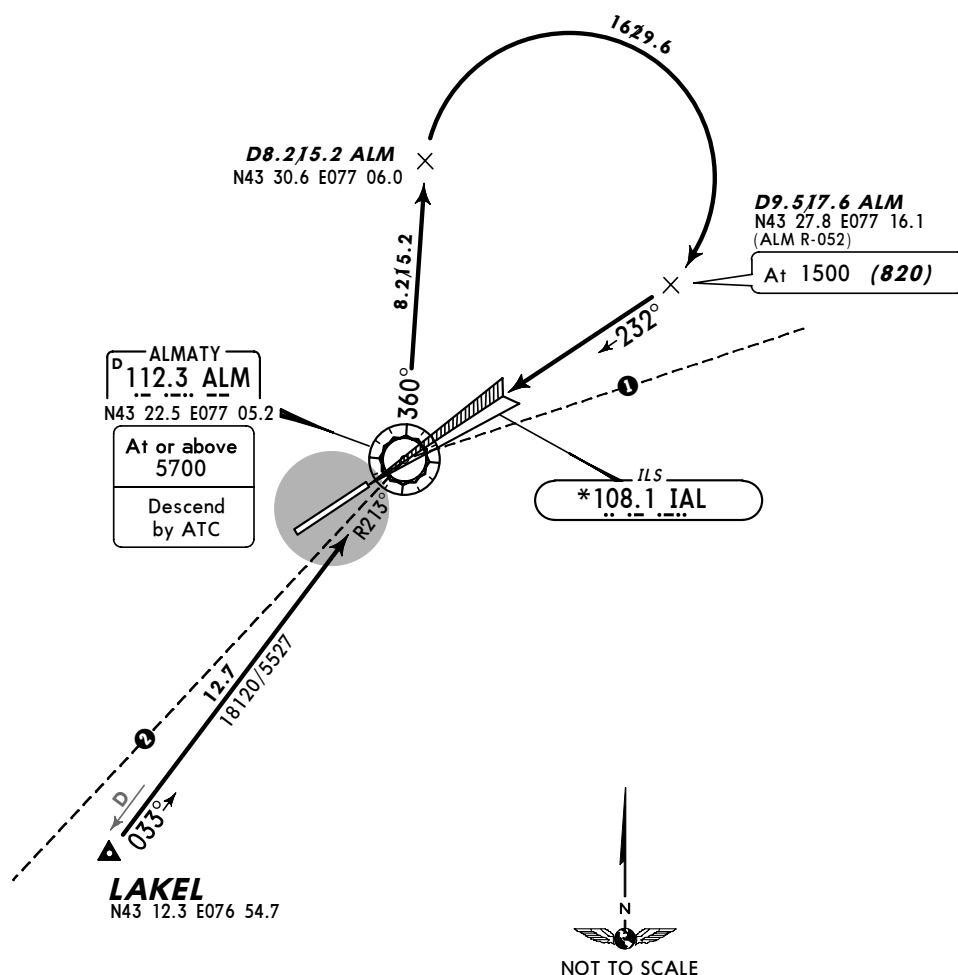 1629.6
D8.2/15.2 ALM
N43 30.6 E077 06.0
D9.5/17.6 ALM
N43 27.8 E077 16.1
(ALM R-052)
At 1500 (820)
8.2/15.2
232°
360°
1
ALMATY
D 112.3 ALM
N43 22.5 E077 05.2
At or above
5700
Descend
by ATC
R213°
ILS
*108.1 IAL
12.7
18120/5527
2
D
033°
LAKEL
N43 12.3 E076 54.7
N
NOT TO SCALE